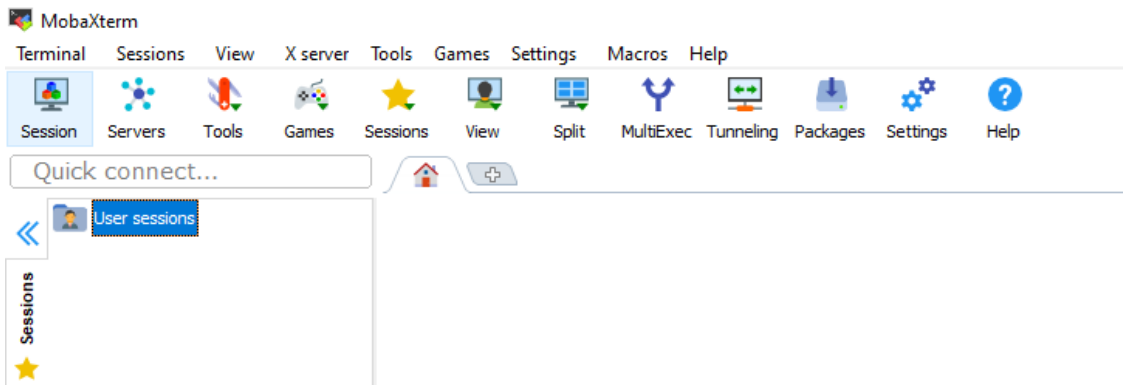 MobaXterm
Terminal Sessions View X server Tools Games Settings Macros Help
Session Servers Tools Games Sessions View Split MultiExec Tunneling Packages Settings Help
Quick connect...
User sessions
Sessions